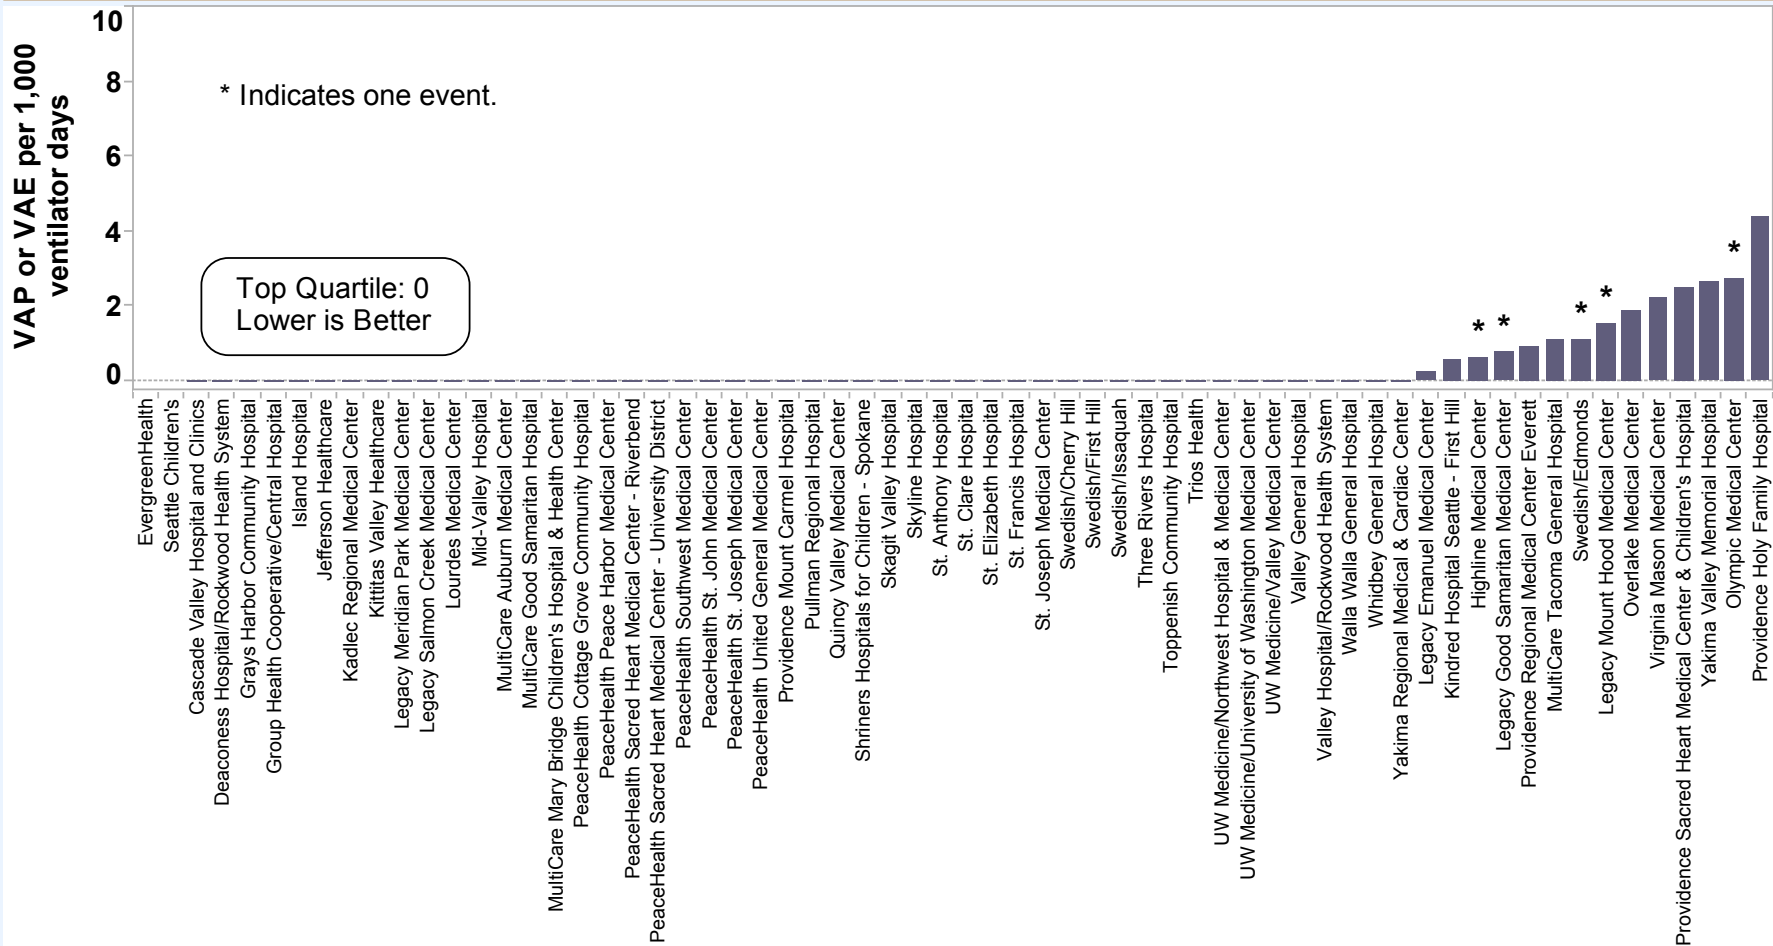 VAP or VAE per 1,000
ventilator days
10
8
6
4
2
0
* Indicates one event.
Top Quartile: 0
Lower is Better
*
*
*
*
*
EvergreenHealth
Seattle Children's
Cascade Valley Hospital and Clinics
Deaconess Hospital/Rockwood Health System
Grays Harbor Community Hospital
Group Health Cooperative/Central Hospital
Island Hospital
Jefferson Healthcare
Kadlec Regional Medical Center
Kittitas Valley Healthcare
Legacy Meridian Park Medical Center
Legacy Salmon Creek Medical Center
Lourdes Medical Center
Mid-Valley Hospital
MultiCare Auburn Medical Center
MultiCare Good Samaritan Hospital
MultiCare Mary Bridge Children's Hospital & Health Center
PeaceHealth Cottage Grove Community Hospital
PeaceHealth Peace Harbor Medical Center
PeaceHealth Sacred Heart Medical Center - Riverbend
PeaceHealth Sacred Heart Medical Center - University District
PeaceHealth Southwest Medical Center
PeaceHealth St. John Medical Center
PeaceHealth St. Joseph Medical Center
PeaceHealth United General Medical Center
Providence Mount Carmel Hospital
Pullman Regional Hospital
Quincy Valley Medical Center
Shriners Hospitals for Children - Spokane
Skagit Valley Hospital
Skyline Hospital
St. Anthony Hospital
St. Clare Hospital
St. Elizabeth Hospital
St. Francis Hospital
St. Joseph Medical Center
Swedish/Cherry Hill
Swedish/First Hill
Swedish/Issaquah
Three Rivers Hospital
Toppenish Community Hospital
Trios Health
UW Medicine/Northwest Hospital & Medical Center
UW Medicine/University of Washington Medical Center
UW Medicine/Valley Medical Center
Valley General Hospital
Valley Hospital/Rockwood Health System
Walla Walla General Hospital
Whidbey General Hospital
Yakima Regional Medical & Cardiac Center
Legacy Emanuel Medical Center
Kindred Hospital Seattle - First Hill
Highline Medical Center
Legacy Good Samaritan Medical Center
Providence Regional Medical Center Everett
MultiCare Tacoma General Hospital
Swedish/Edmonds
Legacy Mount Hood Medical Center
Overlake Medical Center
Virginia Mason Medical Center
Providence Sacred Heart Medical Center & Children's Hospital
Yakima Valley Memorial Hospital
Olympic Medical Center
Providence Holy Family Hospital